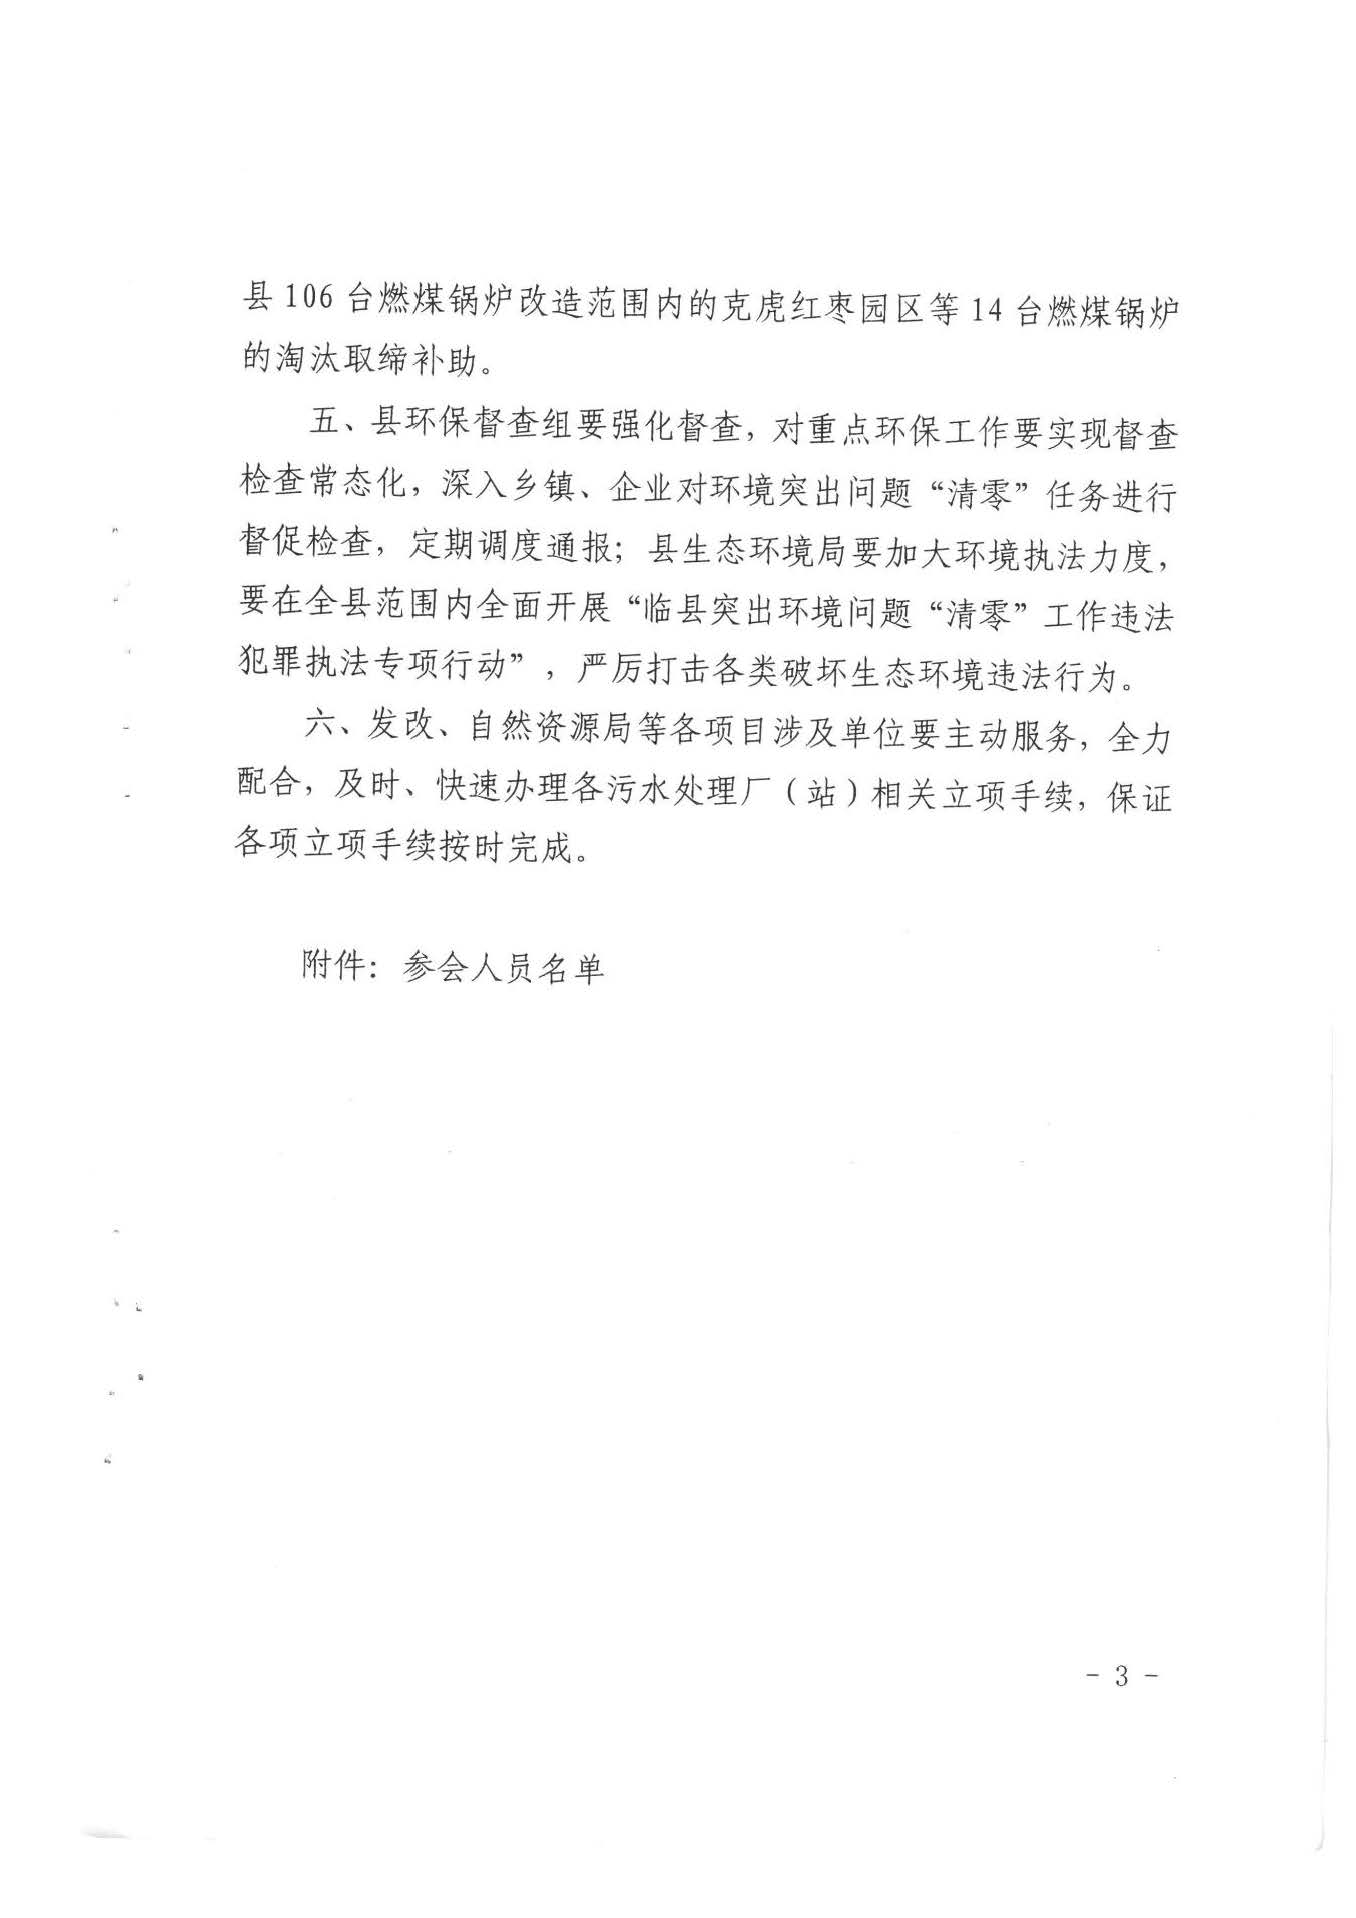 县 106 台燃煤锅炉改造范围内的克虎红枣园区等 14 台燃煤锅炉
的淘汰取缔补助。
五、县环保督查组要强化督查，对重点环保工作要实现督查
检查常态化，深入乡镇、企业对环境突出问题“清零”任务进行
督促检查，定期调度通报；县生态环境局要加大环境执法力度，
要在全县范围内全面开展“临县突出环境问题“清零”工作违法
犯罪执法专项行动”，严厉打击各类破坏生态环境违法行为。
六、发改、自然资源局等各项目涉及单位要主动服务，全力
配合，及时、快速办理各污水处理厂（站）相关立项手续，保证
各项立项手续按时完成。
附件：参会人员名单
- 3 -